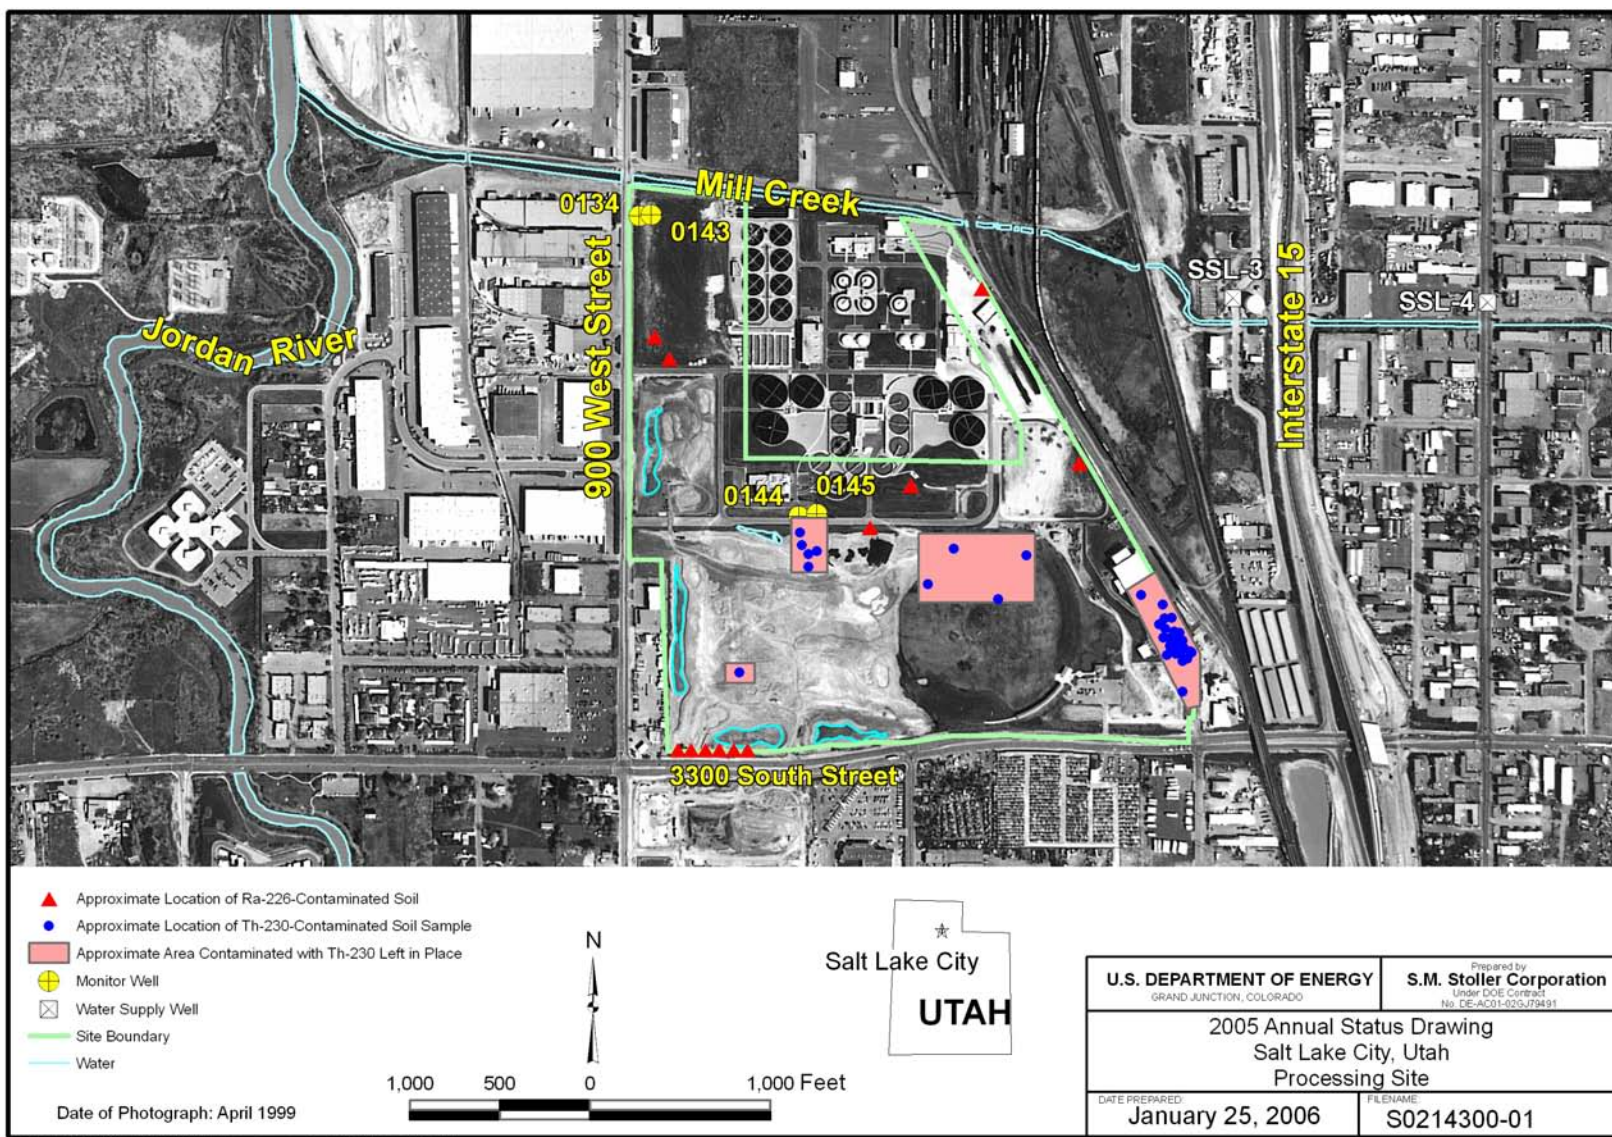 Mill Creek
0134
0143
900 West Street
Jordan River
SSL-3
SSL-4
Interstate 15
0144
0145
3300 South Street
Approximate Location of Ra-226-Contaminated Soil
Approximate Location of Th-230-Contaminated Soil Sample
Approximate Area Contaminated with Th-230 Left in Place
Monitor Well
Water Supply Well
Site Boundary
Water
Date of Photograph: April 1999
N
1,000 500 0 1,000 Feet
Salt Lake City
UTAH
U.S. DEPARTMENT OF ENERGY
GRAND JUNCTION, COLORADO
Prepared by
S.M. Stoller Corporation
Under DOE Contract
No. DE-AC01-02GJ79491
2005 Annual Status Drawing
Salt Lake City, Utah
Processing Site
DATE PREPARED:
January 25, 2006
FILENAME:
S0214300-01